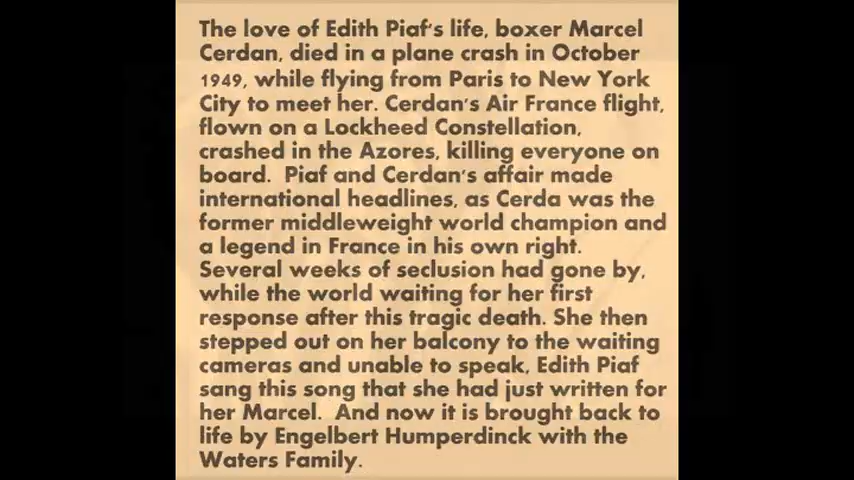 The love of Edith Piaf's life, boxer Marcel
Cerdan, died in a plane crash in October
1949, while flying from Paris to New York
City to meet her. Cerdan's Air France flight,
flown on a Lockheed Constellation,
crashed in the Azores, killing everyone on
board.  Piaf and Cerdan's affair made
international headlines, as Cerda was the
former middleweight world champion and
a legend in France in his own right.
Several weeks of seclusion had gone by,
while the world waiting for her first
response after this tragic death. She then
stepped out on her balcony to the waiting
cameras and unable to speak, Edith Piaf
sang this song that she had just written for
her Marcel.  And now it is brought back to
life by Engelbert Humperdinck with the
Waters Family.